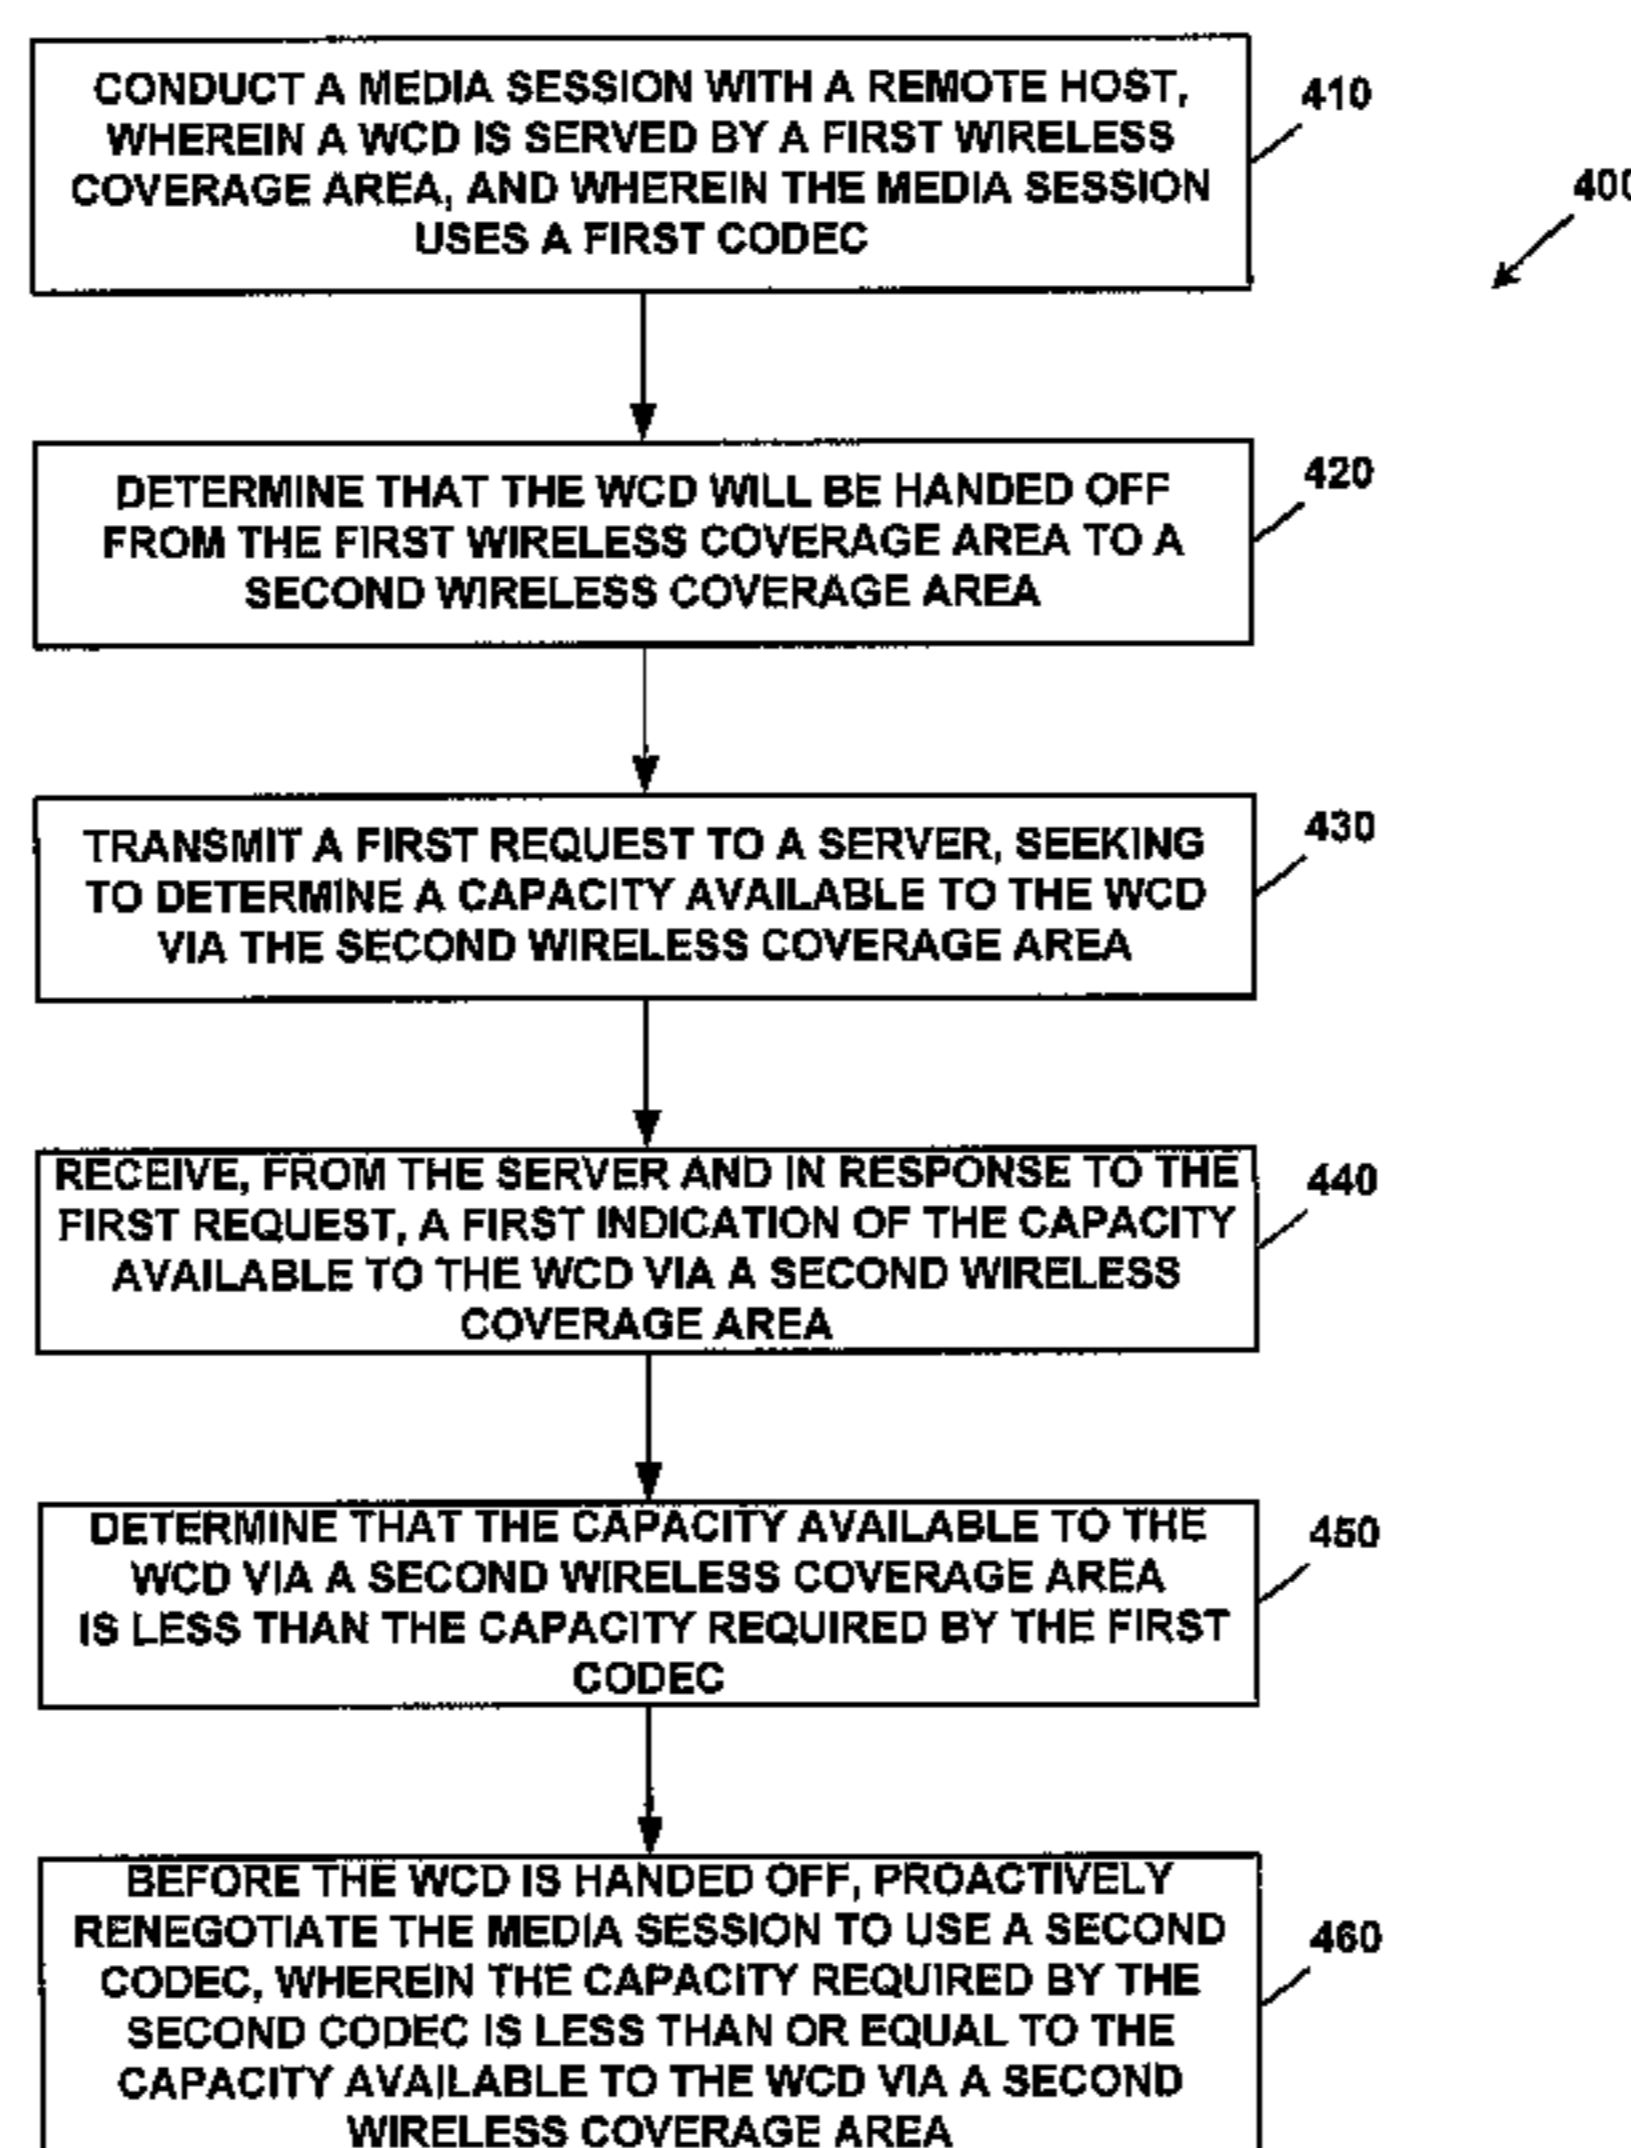 CONDUCT A MEDIA SESSION WITH A REMOTE HOST,
WHEREIN A WCD IS SERVED BY A FIRST WIRELESS
COVERAGE AREA, AND WHEREIN THE MEDIA SESSION
USES A FIRST CODEC
410
400
DETERMINE THAT THE WCD WILL BE HANDED OFF
FROM THE FIRST WIRELESS COVERAGE AREA TO A
SECOND WIRELESS COVERAGE AREA
420
TRANSMIT A FIRST REQUEST TO A SERVER, SEEKING
TO DETERMINE A CAPACITY AVAILABLE TO THE WCD
VIA THE SECOND WIRELESS COVERAGE AREA
430
RECEIVE, FROM THE SERVER AND IN RESPONSE TO THE
FIRST REQUEST, A FIRST INDICATION OF THE CAPACITY
AVAILABLE TO THE WCD VIA A SECOND WIRELESS
COVERAGE AREA
440
DETERMINE THAT THE CAPACITY AVAILABLE TO THE
WCD VIA A SECOND WIRELESS COVERAGE AREA
IS LESS THAN THE CAPACITY REQUIRED BY THE FIRST
CODEC
450
BEFORE THE WCD IS HANDED OFF, PROACTIVELY
RENEGOTIATE THE MEDIA SESSION TO USE A SECOND
CODEC, WHEREIN THE CAPACITY REQUIRED BY THE
SECOND CODEC IS LESS THAN OR EQUAL TO THE
CAPACITY AVAILABLE TO THE WCD VIA A SECOND
WIRELESS COVERAGE AREA
460